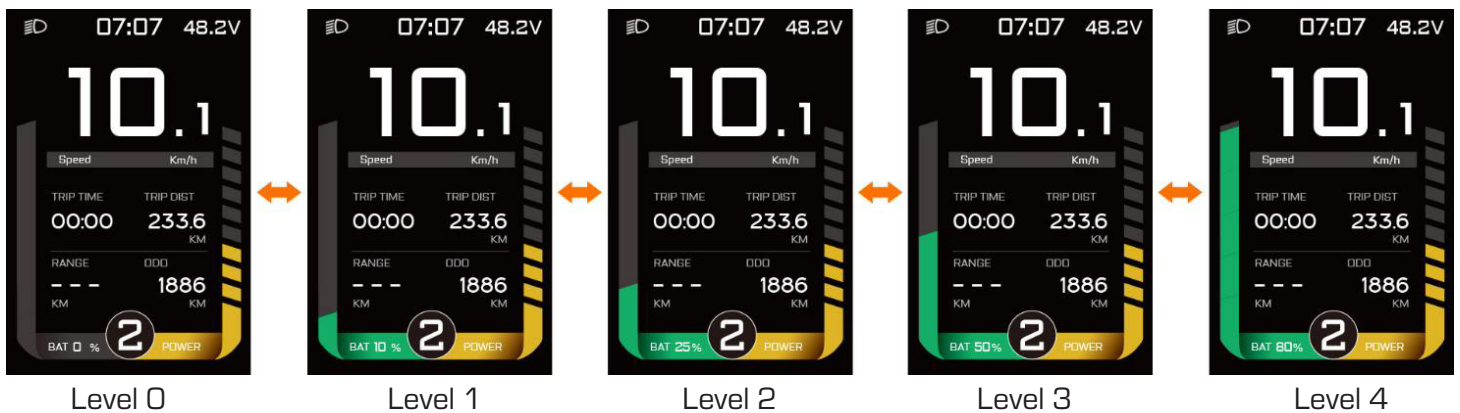 07:07 48.2V
10.1
Speed Km/h
TRIP TIME TRIP DIST
00:00 233.6
KM
RANGE ODO
--- 1886
KM KM
BAT 0 % 2 POWER
Level 0
07:07 48.2V
10.1
Speed Km/h
TRIP TIME TRIP DIST
00:00 233.6
KM
RANGE ODO
--- 1886
KM KM
BAT 10 % 2 POWER
Level 1
07:07 48.2V
10.1
Speed Km/h
TRIP TIME TRIP DIST
00:00 233.6
KM
RANGE ODO
--- 1886
KM KM
BAT 25% 2 POWER
Level 2
07:07 48.2V
10.1
Speed Km/h
TRIP TIME TRIP DIST
00:00 233.6
KM
RANGE ODO
--- 1886
KM KM
BAT 50% 2 POWER
Level 3
07:07 48.2V
10.1
Speed Km/h
TRIP TIME TRIP DIST
00:00 233.6
KM
RANGE ODO
--- 1886
KM KM
BAT 80% 2 POWER
Level 4